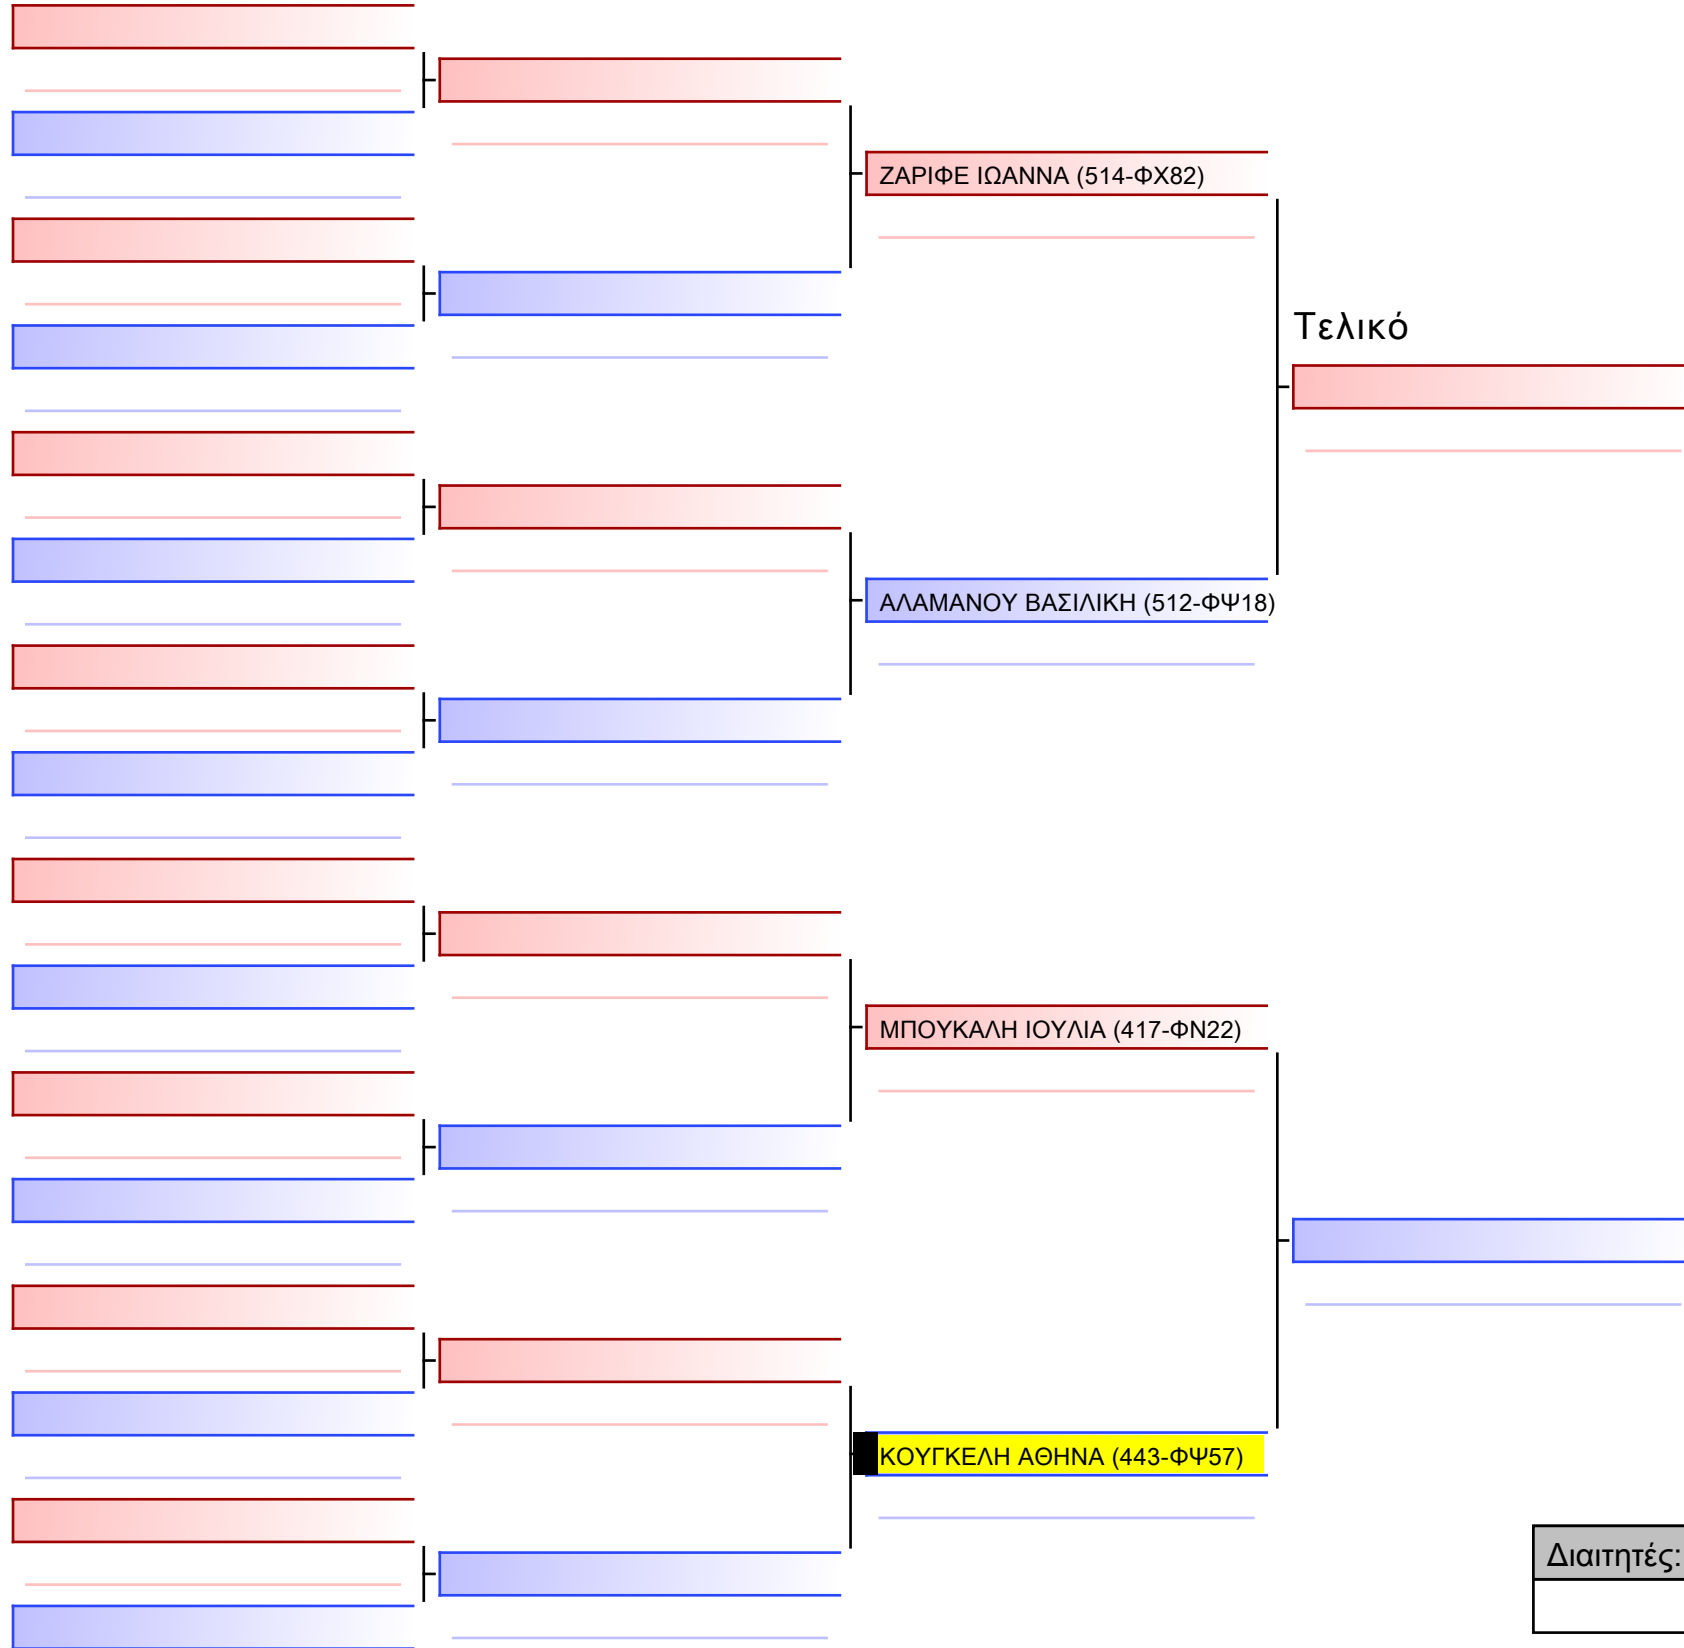 ΖΑΡΙΦΕ ΙΩΑΝΝΑ (514-ΦΧ82)
Τελικό
ΑΛΑΜΑΝΟΥ ΒΑΣΙΛΙΚΗ (512-ΦΨ18)
ΜΠΟΥΚΑΛΗ ΙΟΥΛΙΑ (417-ΦΝ22)
ΚΟΥΓΚΕΛΗ ΑΘΗΝΑ (443-ΦΨ57)
Διαιτητές: